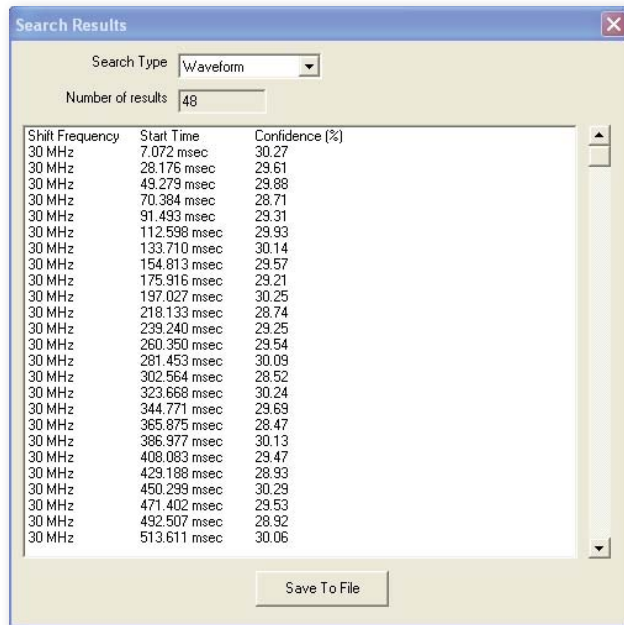 Search Results
Search Type Waveform
Number of results 48
Shift Frequency Start Time Confidence (%)
30 MHz 7.072 msec 30.27
30 MHz 28.176 msec 29.61
30 MHz 49.279 msec 29.88
30 MHz 70.384 msec 28.71
30 MHz 91.493 msec 29.31
30 MHz 112.598 msec 29.93
30 MHz 133.710 msec 30.14
30 MHz 154.813 msec 29.57
30 MHz 175.916 msec 29.21
30 MHz 197.027 msec 30.25
30 MHz 218.133 msec 28.74
30 MHz 239.240 msec 29.25
30 MHz 260.350 msec 29.54
30 MHz 281.453 msec 30.09
30 MHz 302.564 msec 28.52
30 MHz 323.668 msec 30.24
30 MHz 344.771 msec 29.69
30 MHz 365.875 msec 28.47
30 MHz 386.977 msec 30.13
30 MHz 408.083 msec 29.47
30 MHz 429.188 msec 28.93
30 MHz 450.299 msec 30.29
30 MHz 471.402 msec 29.53
30 MHz 492.507 msec 28.92
30 MHz 513.611 msec 30.06
Save To File